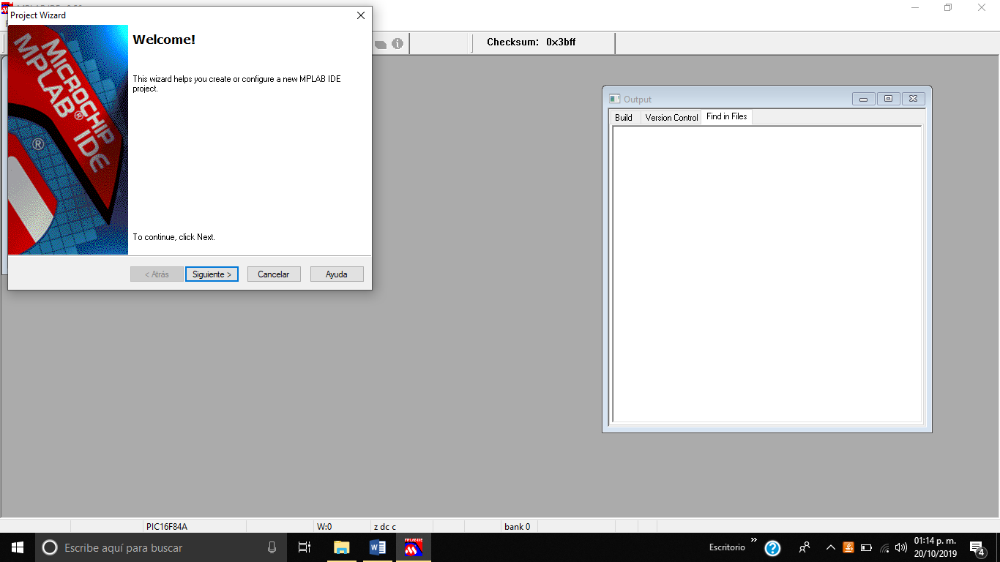 Project Wizard
MICROCHIP
MPLAB® IDE
®
Welcome!
This wizard helps you create or configure a new MPLAB IDE
project.
To continue, click Next.
< Atrás
Siguiente >
Cancelar
Ayuda
Checksum: 0x3bff
Output
Build
Version Control
Find in Files
PIC16F84A
W:0
z dc c
bank 0
Escribe aquí para buscar
MPLAB IDE
Escritorio
01:14 p. m.
20/10/2019
4